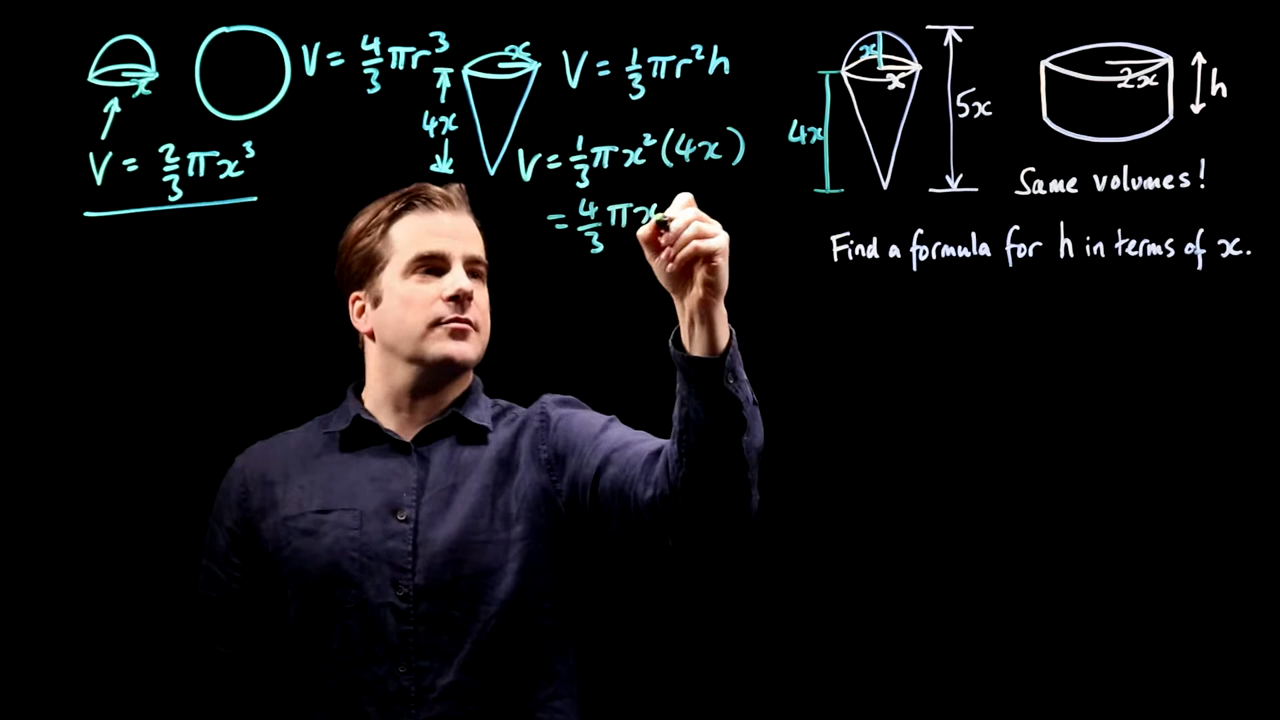 x
V = 2/3 πx³
V = 4/3 πr³
x
4x
V = 1/3 πr²h
V = 1/3 πx² (4x)
= 4/3 πx
x
x
4x
5x
2x
h
Same volumes!
Find a formula for h in terms of x.